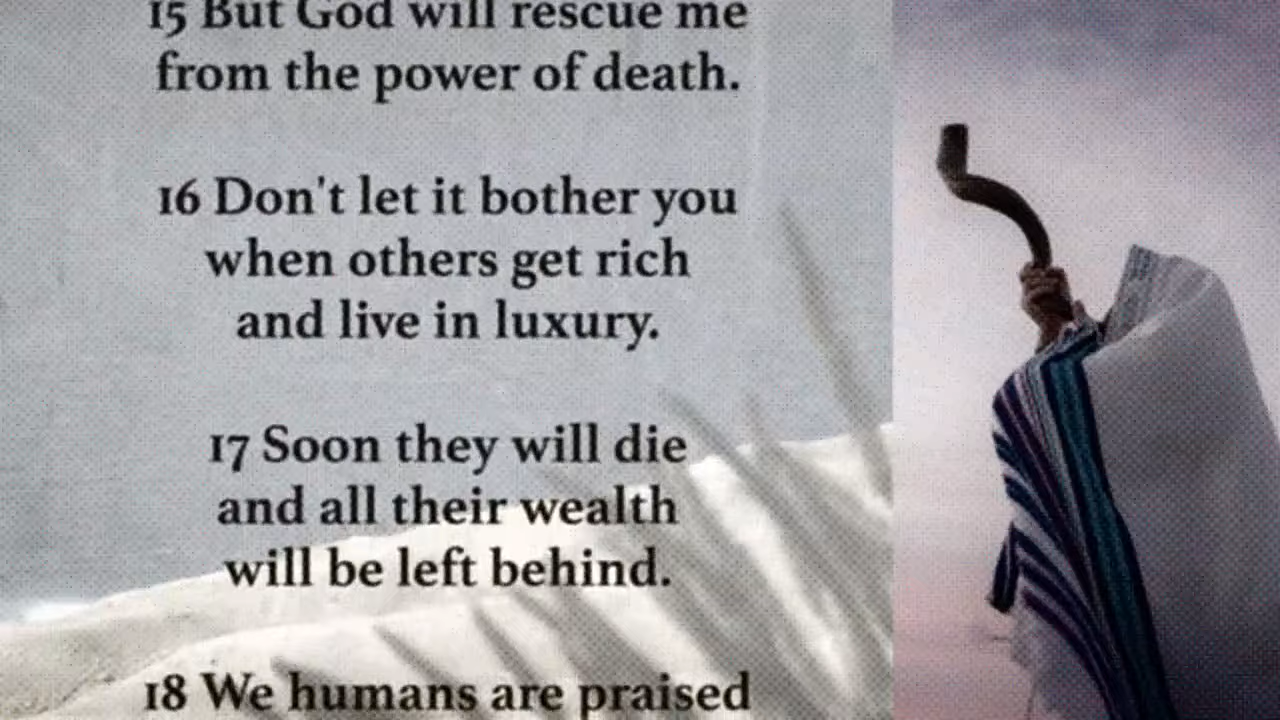 15 But God will rescue me
from the power of death.
16 Don't let it bother you
when others get rich
and live in luxury.
17 Soon they will die
and all their wealth
will be left behind.
18 We humans are praised